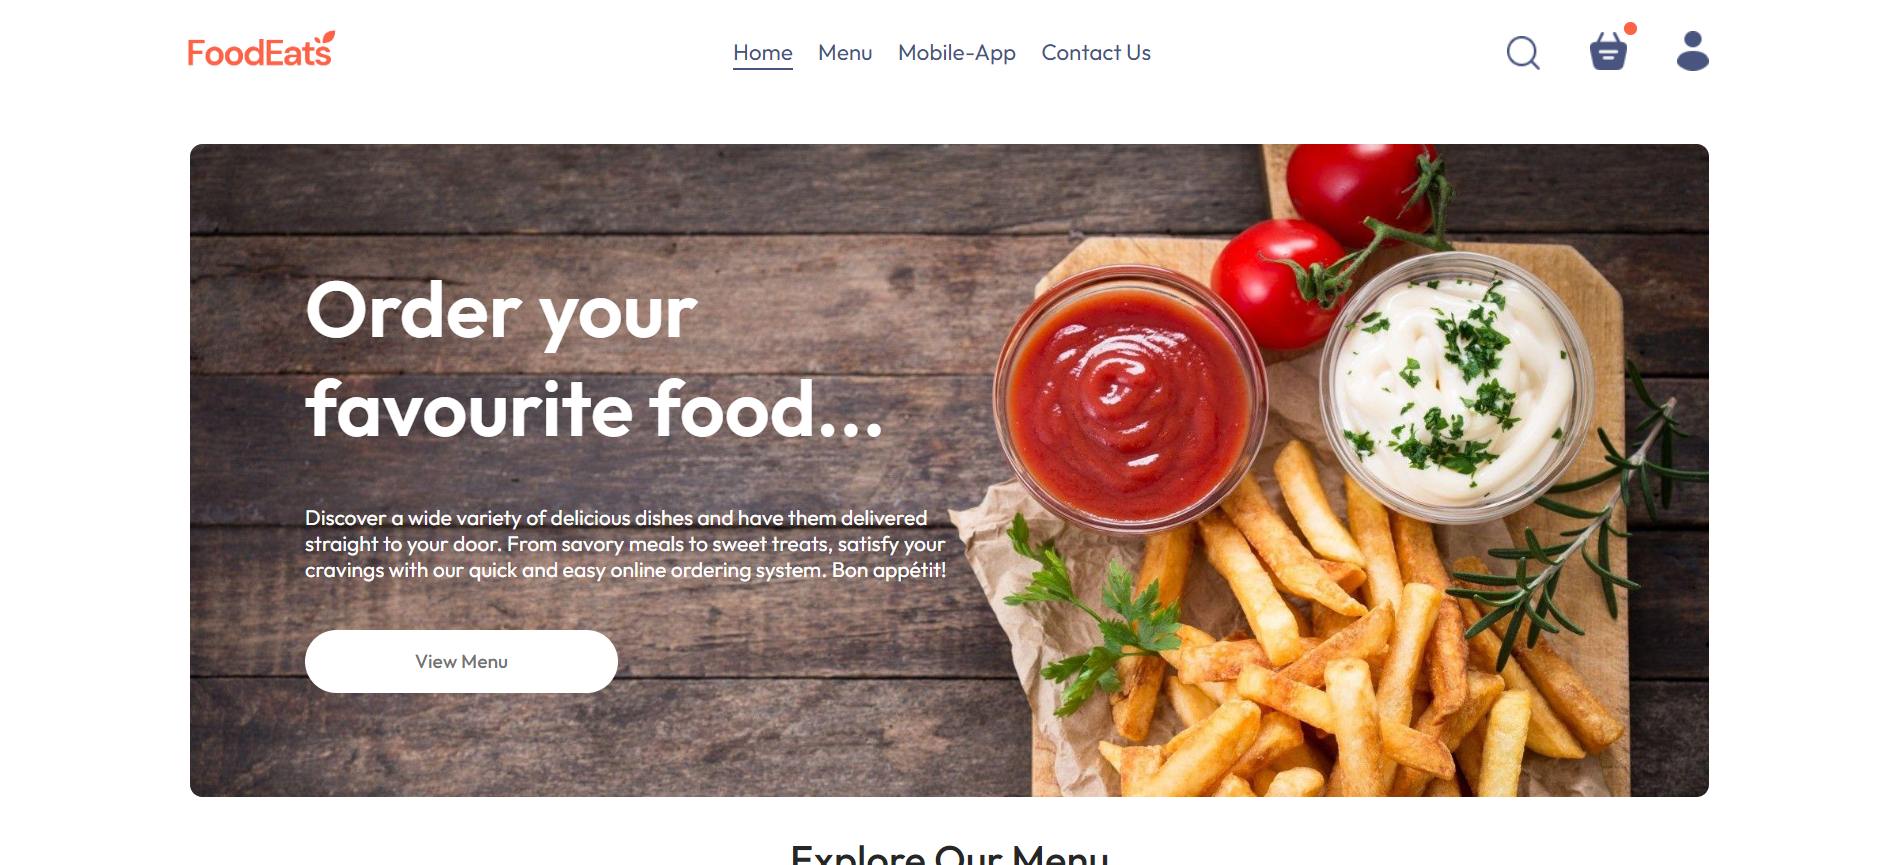 FoodEats
Home Menu Mobile-App Contact Us
Order your
favourite food...
Discover a wide variety of delicious dishes and have them delivered
straight to your door. From savory meals to sweet treats, satisfy your
cravings with our quick and easy online ordering system. Bon appétit!
View Menu
Explore Our Menu